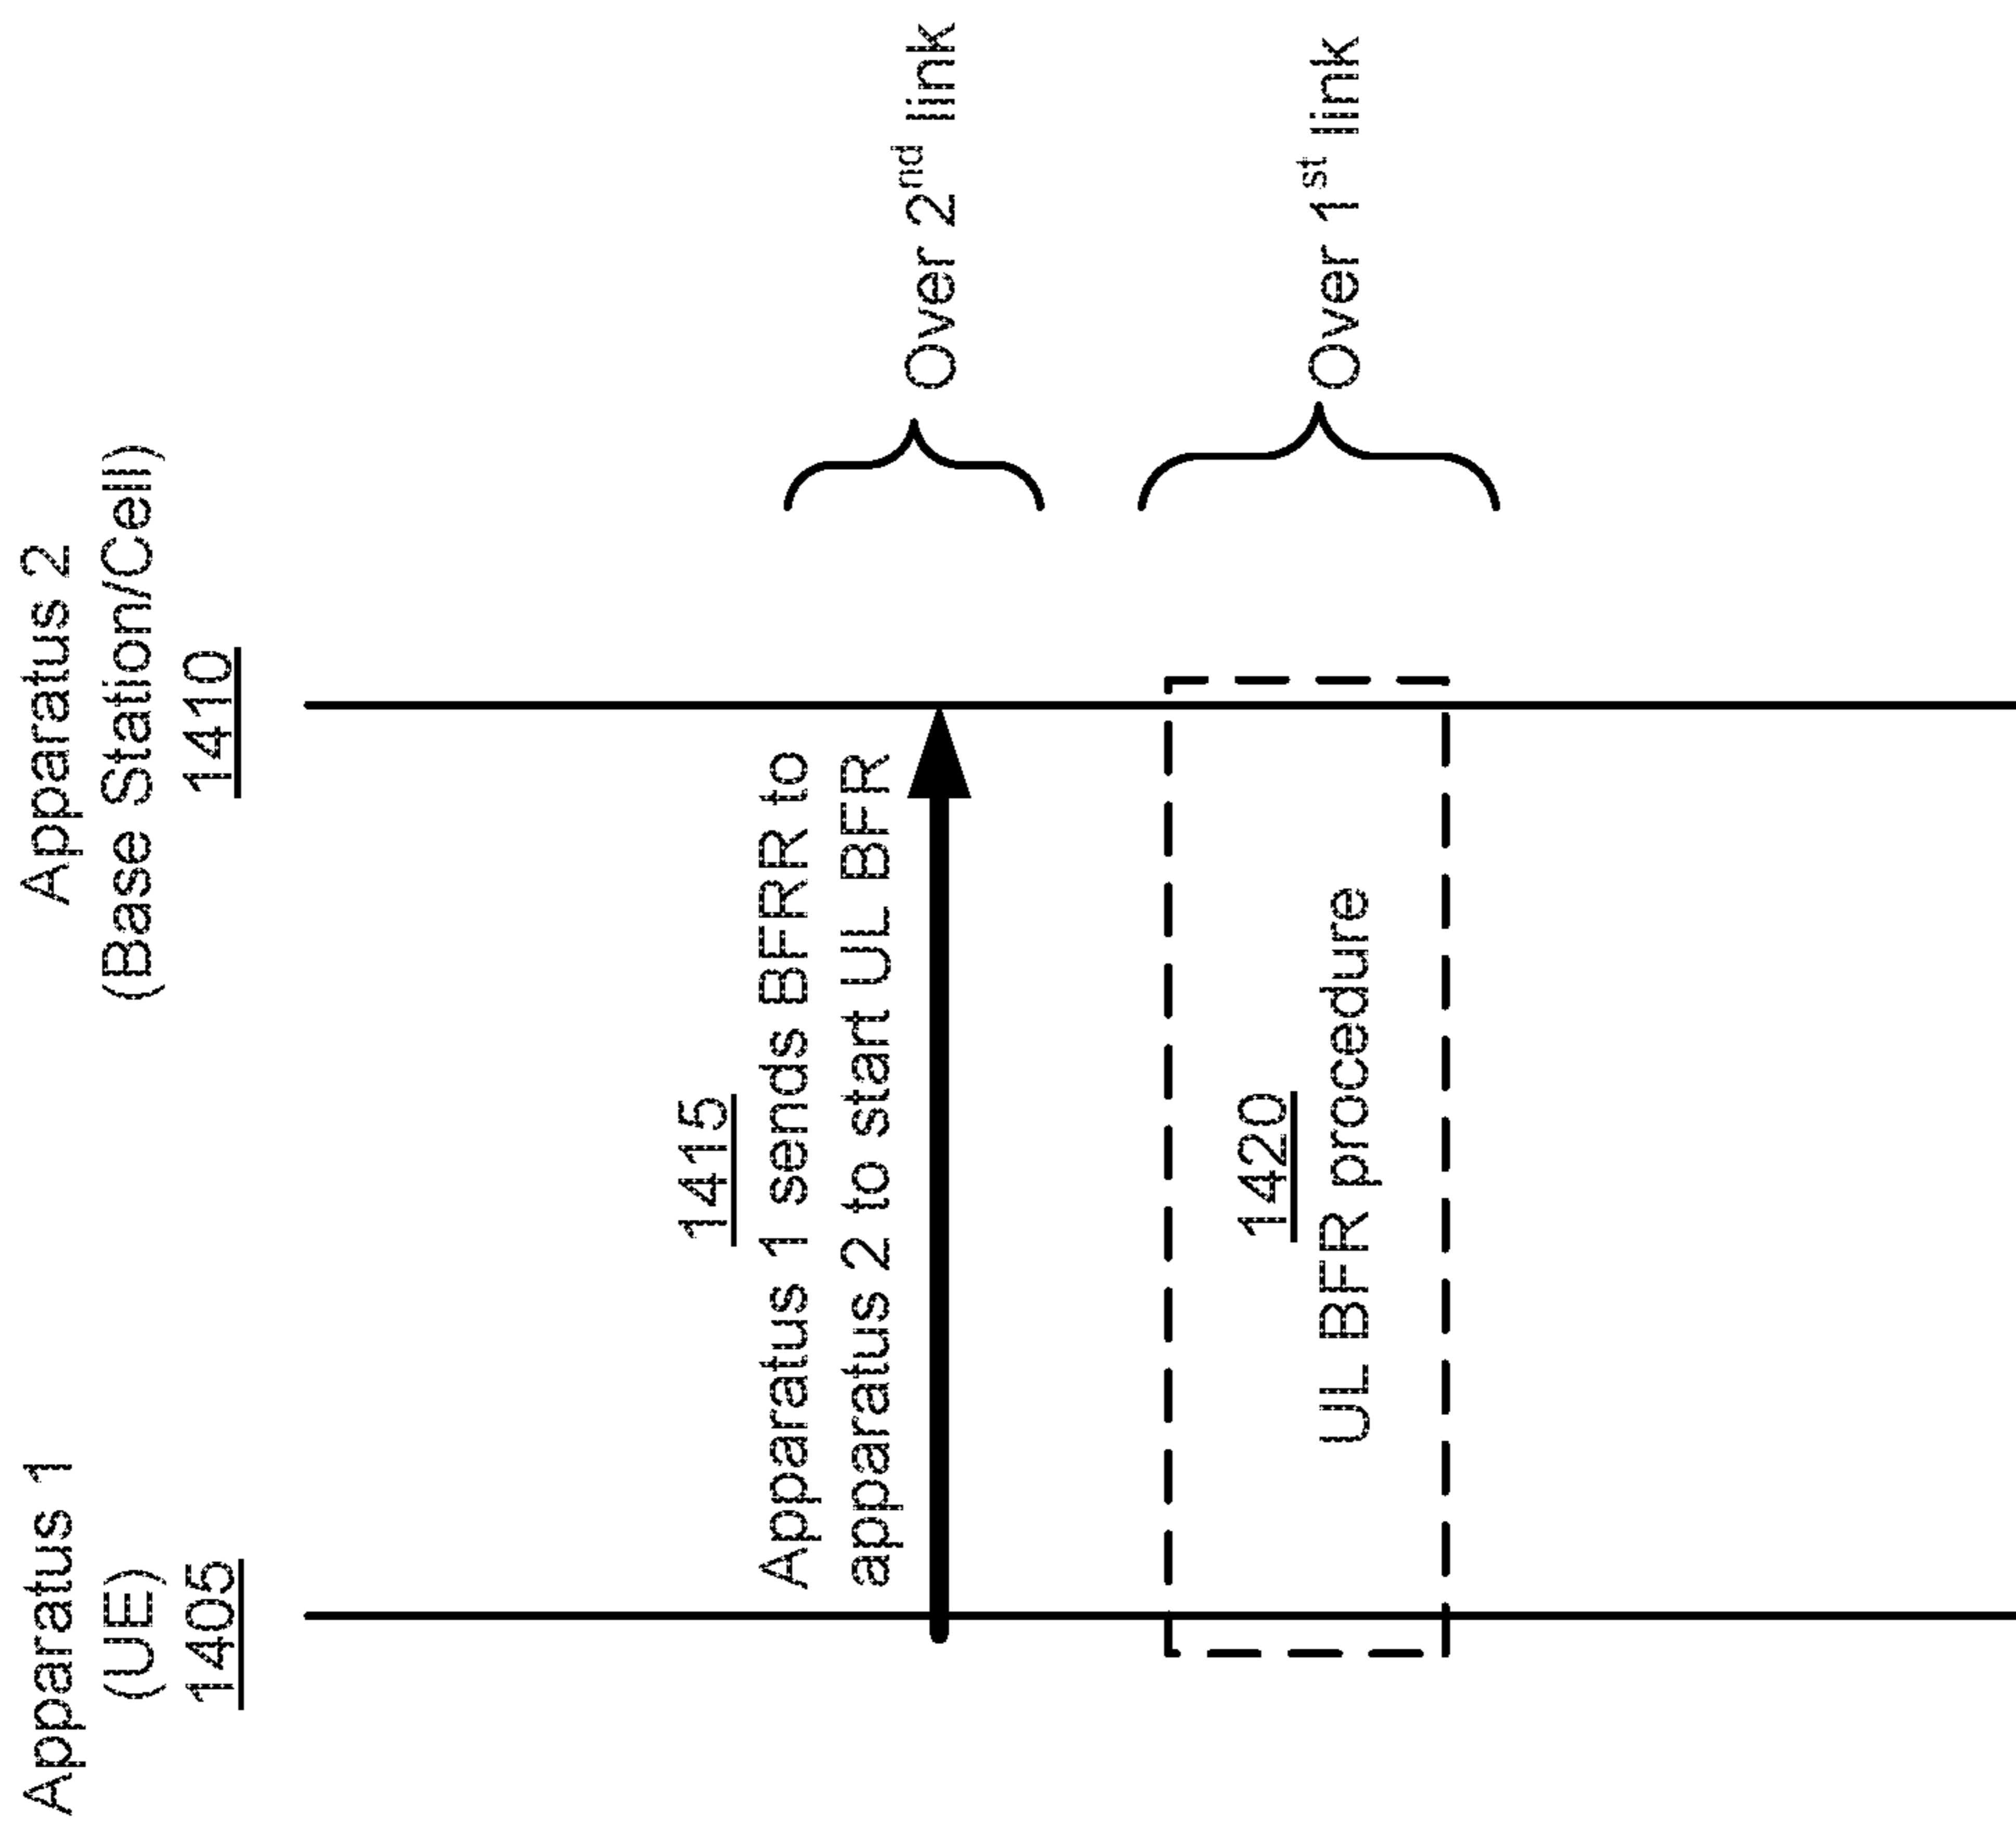 Apparatus 1
(UE)
1405
Apparatus 2
(Base Station/Cell)
1410
1415
Apparatus 1 sends BFRR to
apparatus 2 to start UL BFR
Over 2nd link
1420
UL BFR procedure
Over 1st link